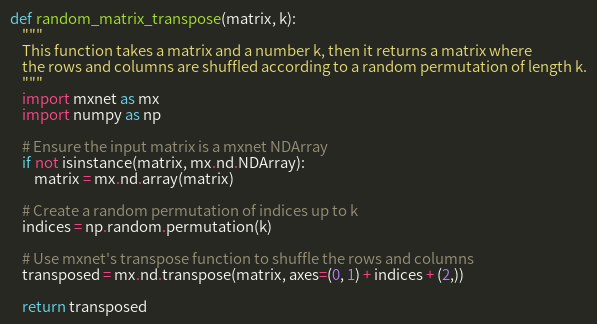 def random_matrix_transpose(matrix, k):
    """
    This function takes a matrix and a number k, then it returns a matrix where
    the rows and columns are shuffled according to a random permutation of length k.
    """
    import mxnet as mx
    import numpy as np

    # Ensure the input matrix is a mxnet NDArray
    if not isinstance(matrix, mx.nd.NDArray):
        matrix = mx.nd.array(matrix)

    # Create a random permutation of indices up to k
    indices = np.random.permutation(k)

    # Use mxnet's transpose function to shuffle the rows and columns
    transposed = mx.nd.transpose(matrix, axes=(0, 1) + indices + (2,))

    return transposed